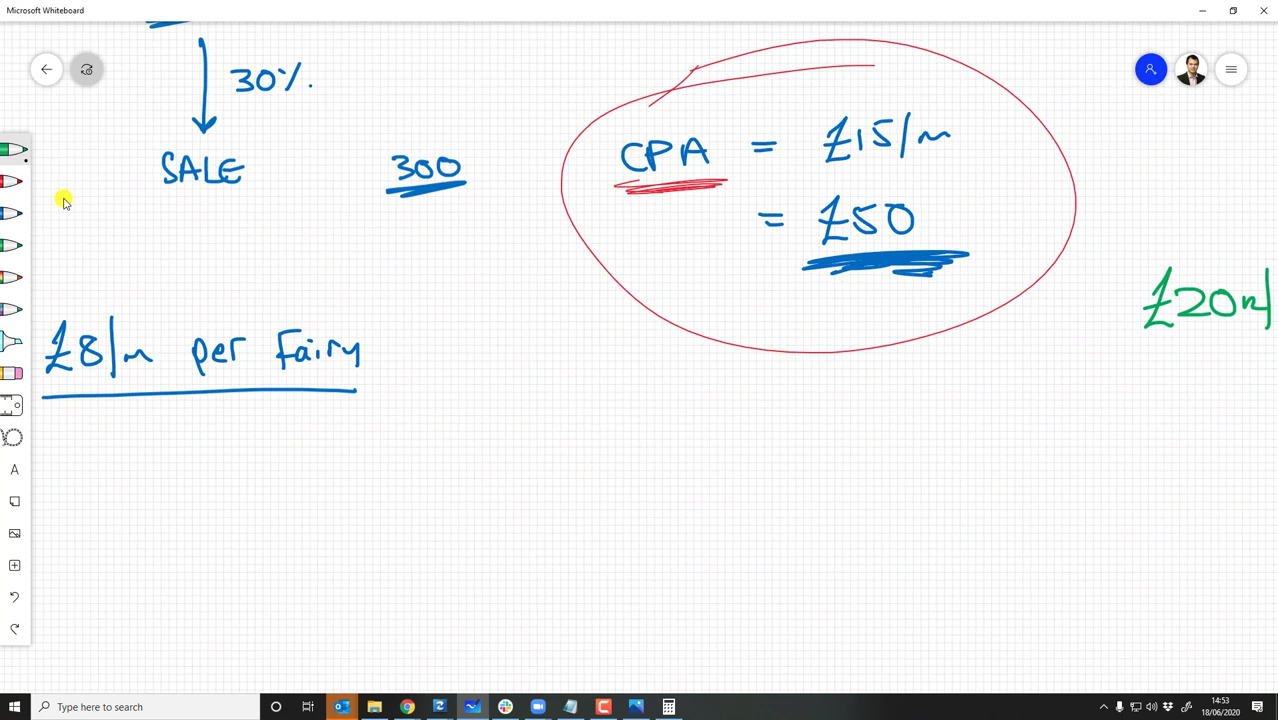 Microsoft Whiteboard
30%.
SALE
300
CPA = £15/m
= £50
£20
£8/m per Fairy
A
Type here to search
14:53
18/06/2020